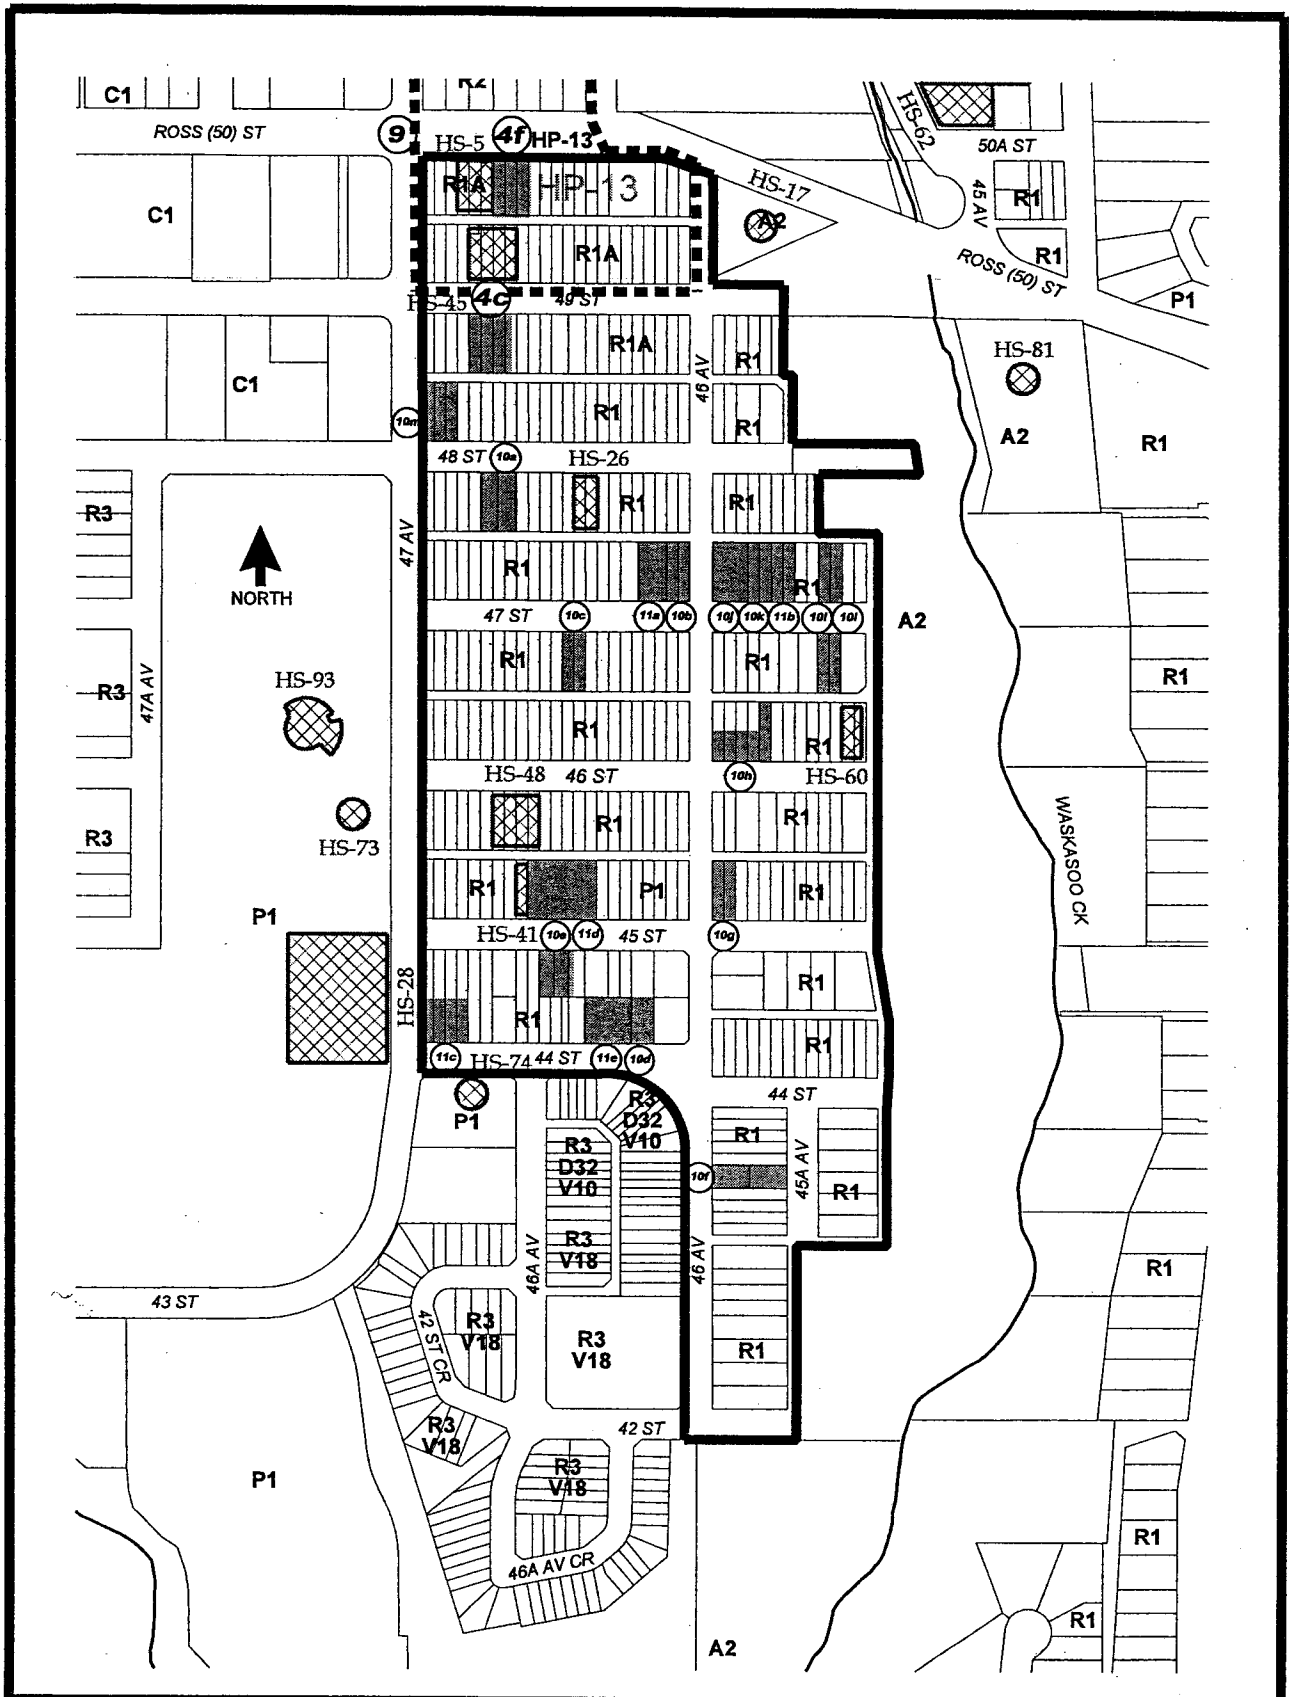 R2
C1
ROSS (50) ST
9
HS-5
4f
HP-13
HS-62
50A ST
R1A
HP-13
HS-17
45 AV
R1
C1
A2
R1A
R1
ROSS (50) ST
P1
HS-45
4c
49 ST
R1A
R1
46 AV
HS-81
C1
R1
R1
A2
R1
10m
48 ST
10a
HS-26
R3
R1
R1
47 AV
NORTH
R1
R1
47 ST
10c
11a
10b
10j
10k
11b
10l
10l
A2
R1
R1
R1
HS-93
R3
47A AV
R1
R1
HS-48
46 ST
10h
HS-60
HS-73
R3
R1
R1
WASKASOO CK
R1
P1
R1
P1
HS-41
10e
11d
45 ST
10g
HS-28
R1
R1
R1
11c
HS-74
44 ST
11e
10d
44 ST
P1
R3
D32
V10
R1
R3
D32
V10
10f
45A AV
R1
R3
V18
46A AV
46 AV
R1
43 ST
42 ST CR
R3
V18
R3
V18
R1
R3
V18
42 ST
R3
V18
P1
R1
46A AV CR
R1
A2